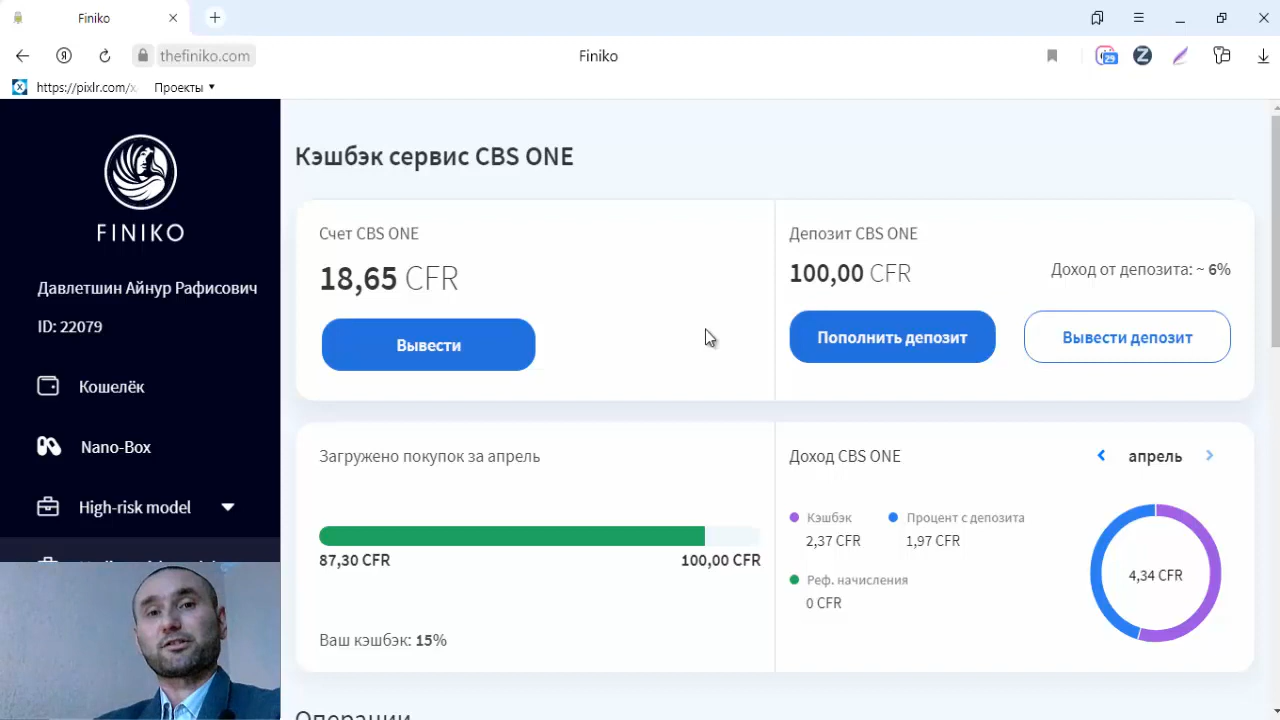 Finiko
thefiniko.com
Finiko
29
Z
https://pixlr.com/x
Проекты
FINIKO
Давлетшин Айнур Рафисович
ID: 22079
Кошелёк
Nano-Box
High-risk model
Кэшбэк сервис CBS ONE
Счет CBS ONE
18,65 CFR
Вывести
Депозит CBS ONE
100,00 CFR
Доход от депозита: ~ 6%
Пополнить депозит
Вывести депозит
Загружено покупок за апрель
87,30 CFR
100,00 CFR
Ваш кэшбэк: 15%
Доход CBS ONE
апрель
Кэшбэк
2,37 CFR
Процент с депозита
1,97 CFR
Реф. начисления
0 CFR
4,34 CFR
Операции